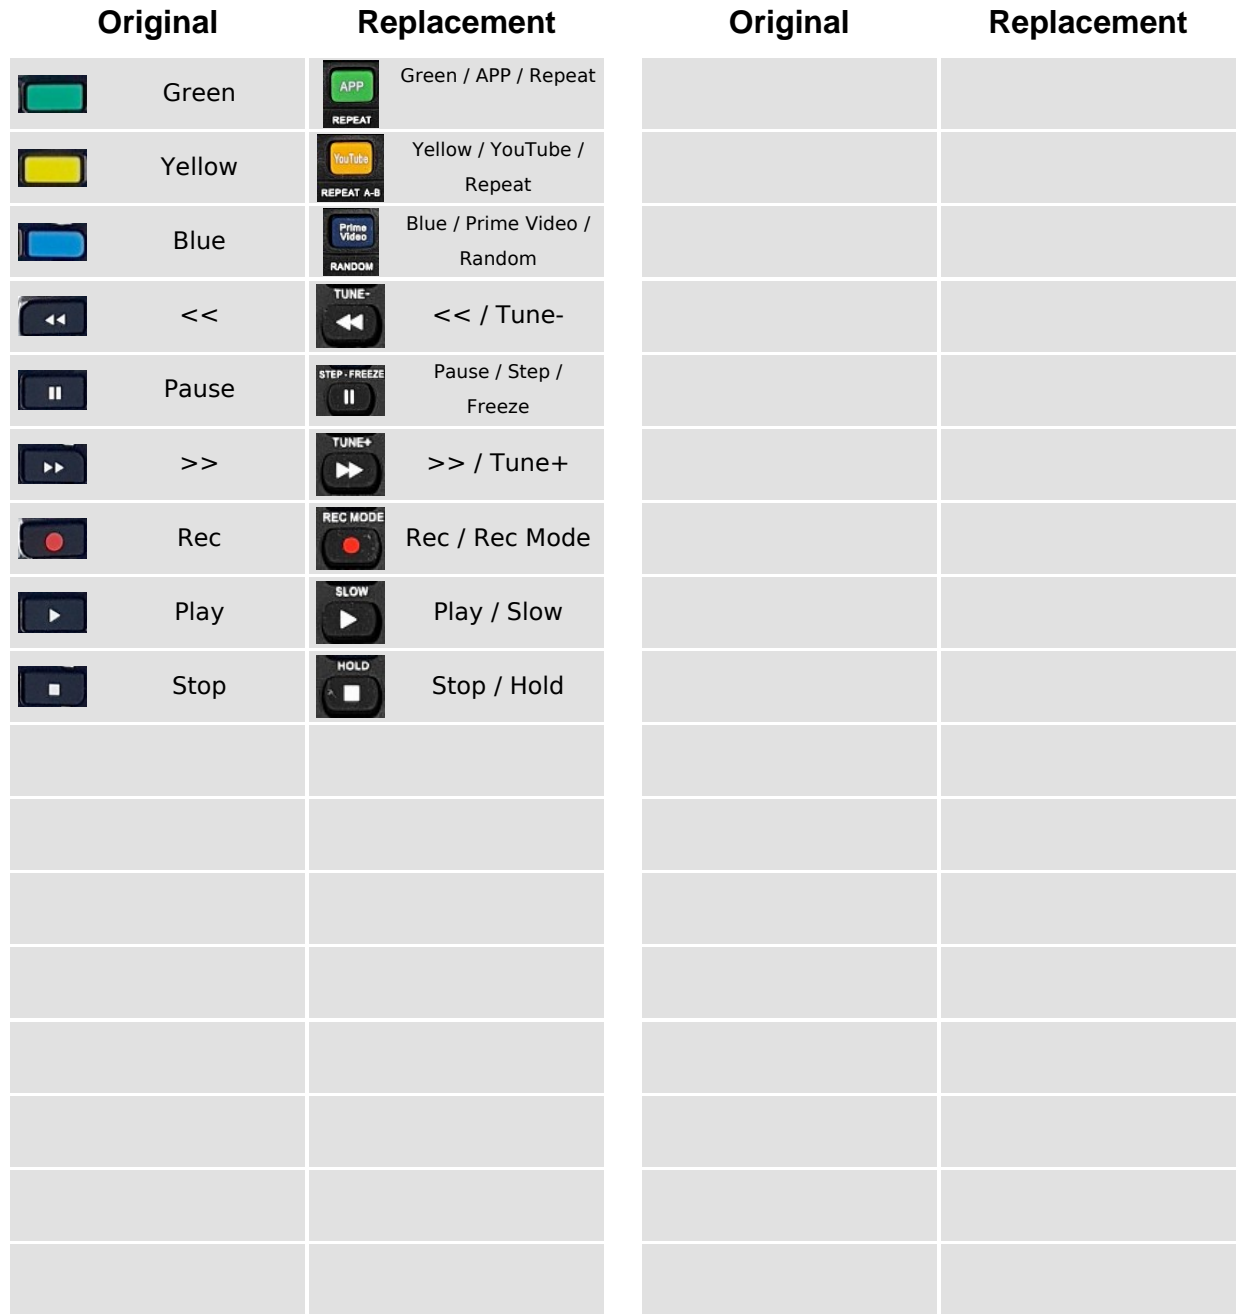 Original Replacement Original Replacement
Green APP REPEAT Green / APP / Repeat
Yellow YouTube REPEAT A-B Yellow / YouTube /
Repeat
Blue Prime Video RANDOM Blue / Prime Video /
Random
<< TUNE- << / Tune-
Pause STEP-FREEZE Pause / Step /
Freeze
>> TUNE+ >> / Tune+
Rec REC MODE Rec / Rec Mode
Play SLOW Play / Slow
Stop HOLD Stop / Hold